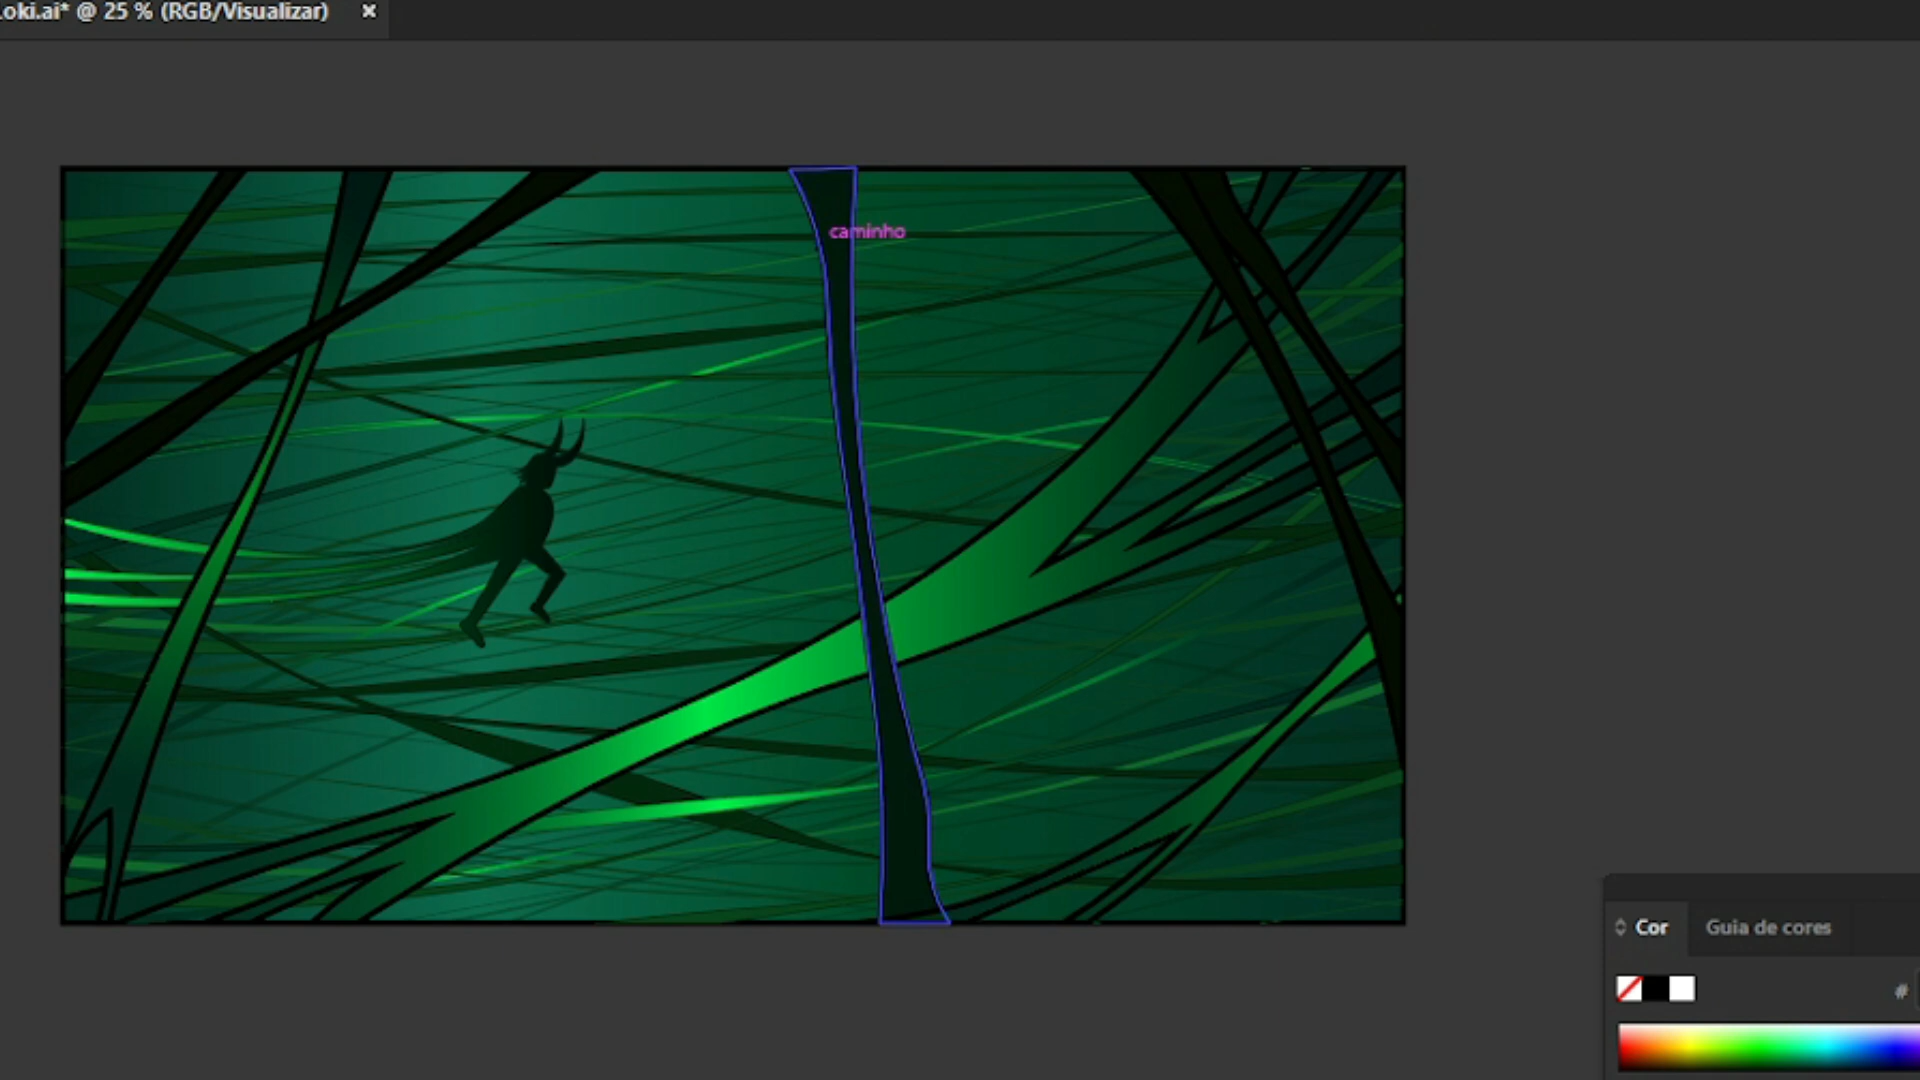 oki.ai* @ 25 % (RGB/Visualizar) ×
caminho
Cor Guia de cores
#